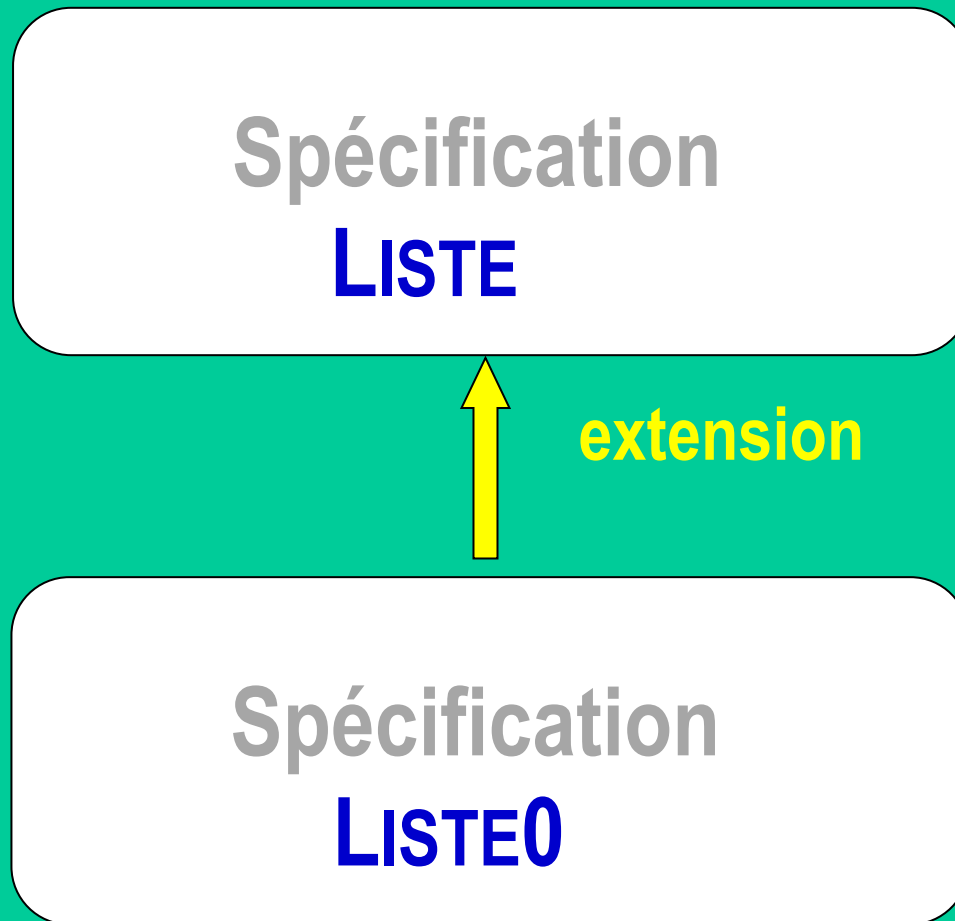 Spécification
LISTE
extension
Spécification
LISTE0